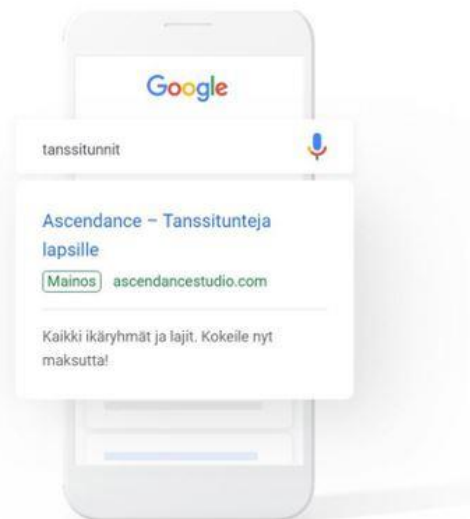 Google
tanssitunnit
Ascendance – Tanssitunteja
lapsille
Mainos ascendancestudio.com
Kaikki ikäryhmät ja lajit. Kokeile nyt
maksutta!